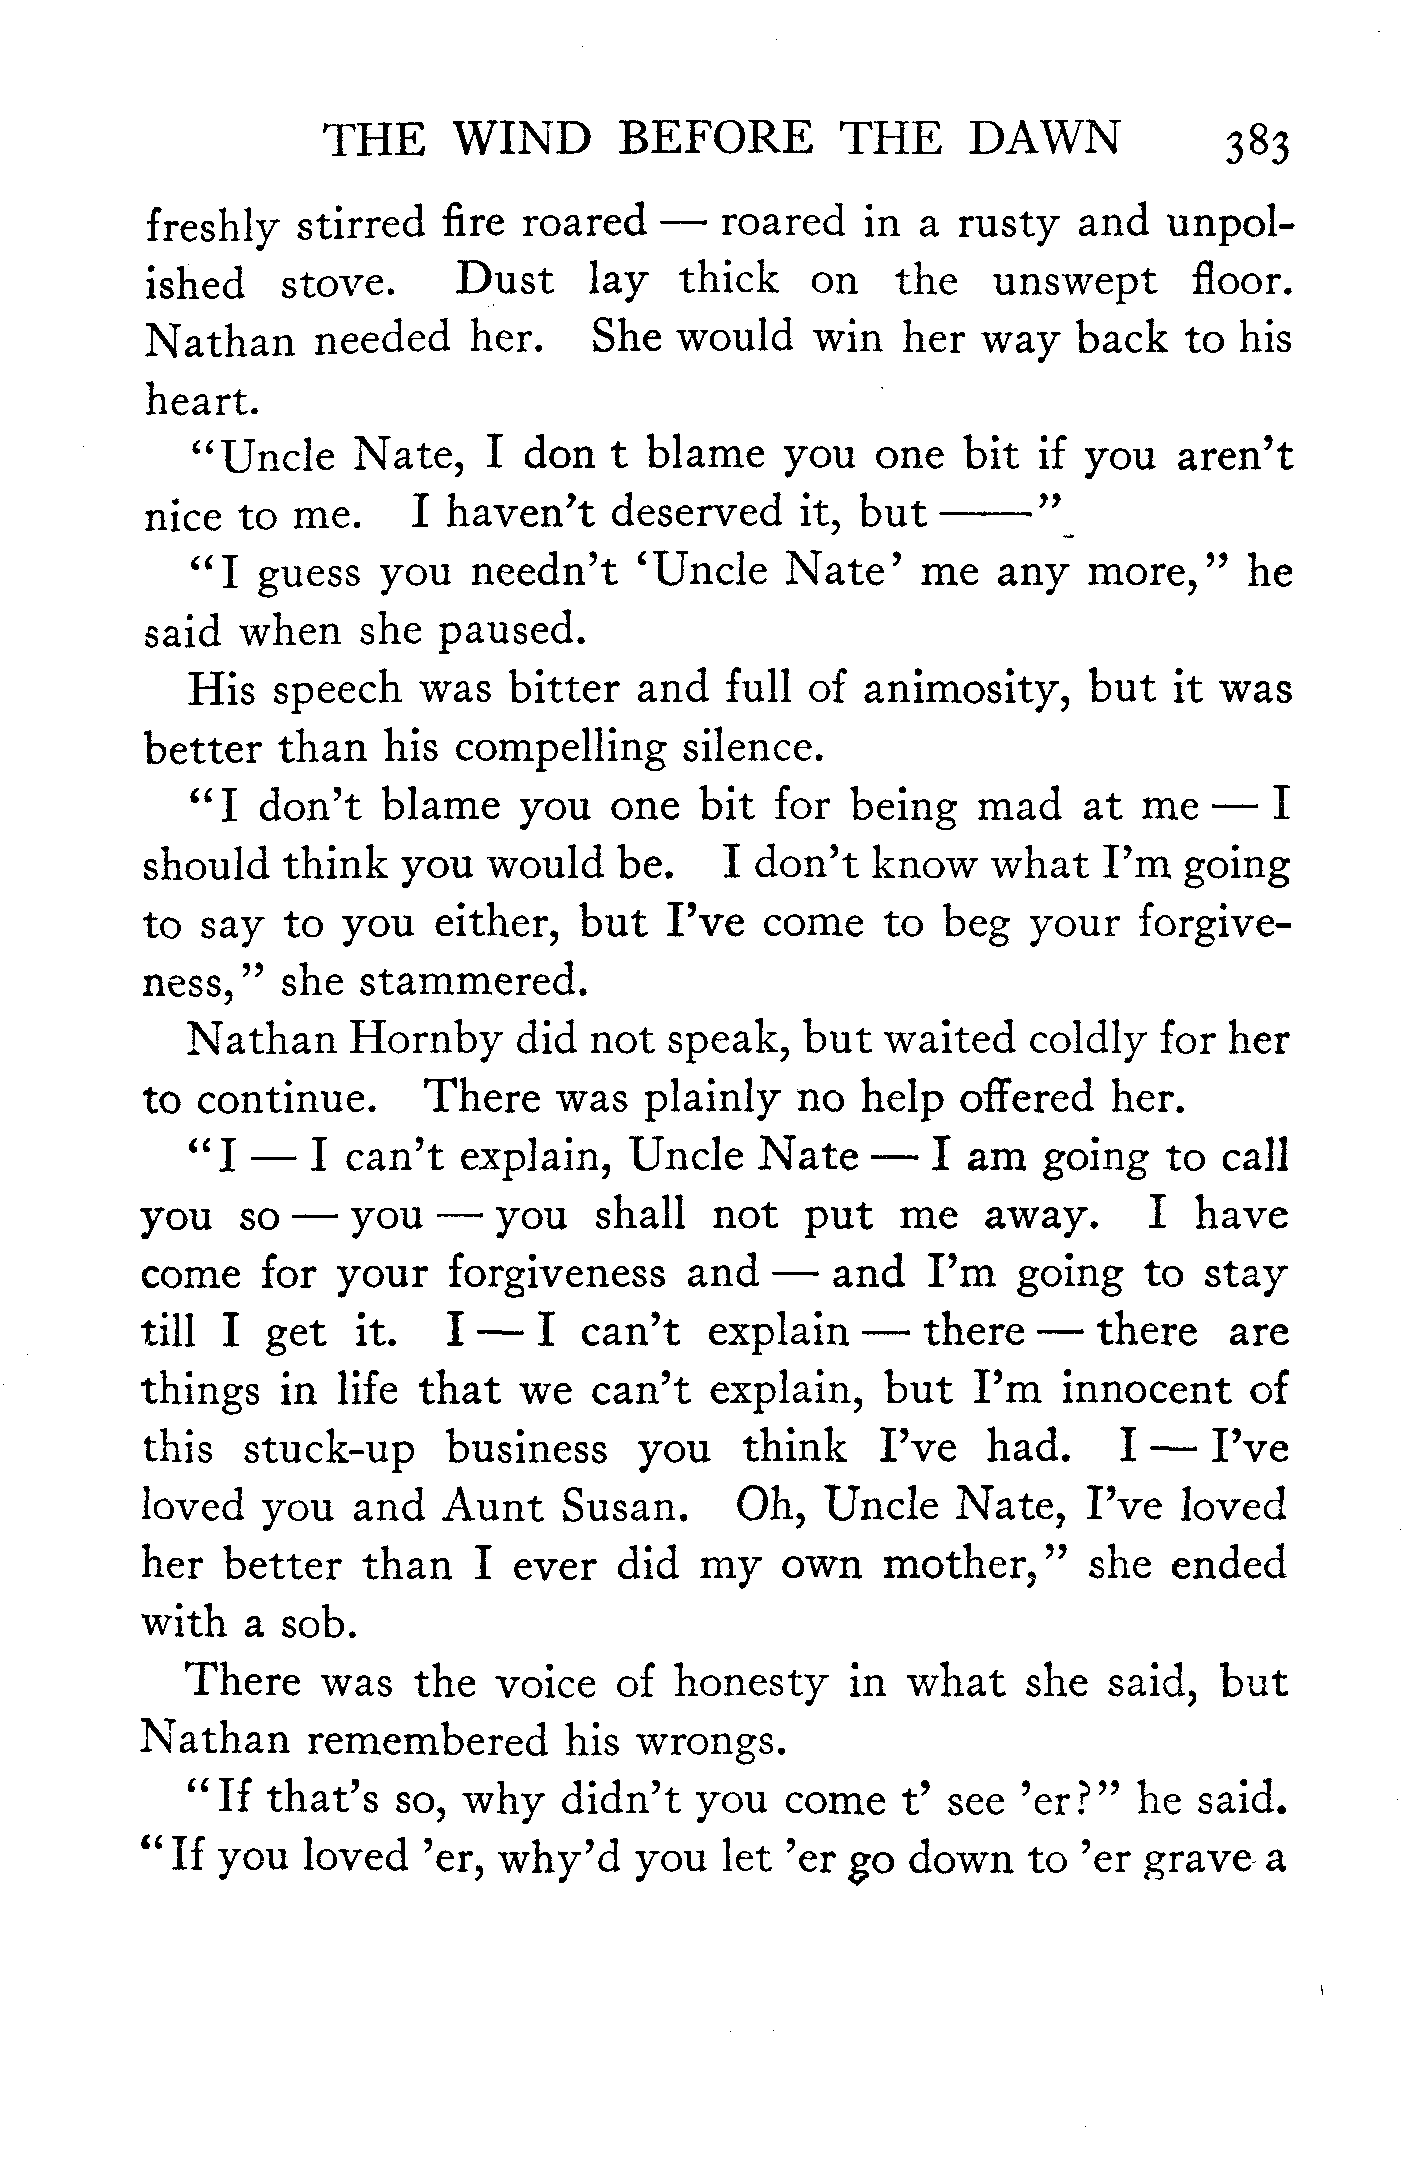 THE WIND BEFORE THE DAWN 383
freshly stirred fire roared — roared in a rusty and unpol-
ished stove. Dust lay thick on the unswept floor.
Nathan needed her. She would win her way back to his
heart.
“Uncle Nate, I don t blame you one bit if you aren’t
nice to me. I haven’t deserved it, but ——”
“I guess you needn’t ‘Uncle Nate’ me any more,” he
said when she paused.
His speech was bitter and full of animosity, but it was
better than his compelling silence.
“I don’t blame you one bit for being mad at me — I
should think you would be. I don’t know what I’m going
to say to you either, but I’ve come to beg your forgive-
ness,” she stammered.
Nathan Hornby did not speak, but waited coldly for her
to continue. There was plainly no help offered her.
“I — I can’t explain, Uncle Nate — I am going to call
you so — you — you shall not put me away. I have
come for your forgiveness and — and I’m going to stay
till I get it. I — I can’t explain — there — there are
things in life that we can’t explain, but I’m innocent of
this stuck-up business you think I’ve had. I — I’ve
loved you and Aunt Susan. Oh, Uncle Nate, I’ve loved
her better than I ever did my own mother,” she ended
with a sob.
There was the voice of honesty in what she said, but
Nathan remembered his wrongs.
“If that’s so, why didn’t you come t’ see ’er?” he said.
“If you loved ’er, why’d you let ’er go down to ’er grave a